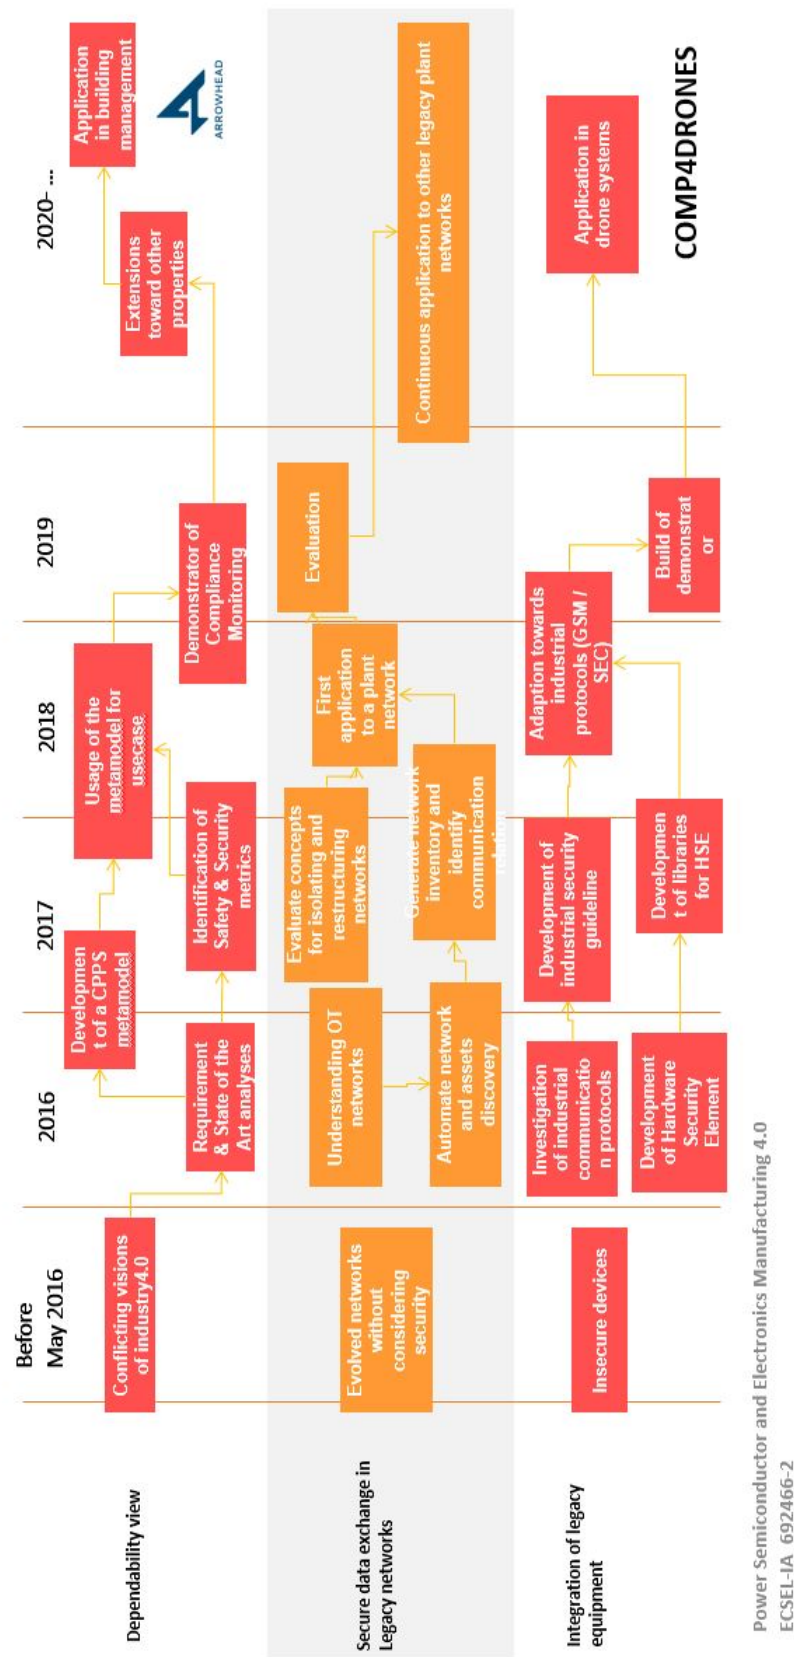 Before
May 2016
2016
2017
2018
2019
2020- ...
Dependability view
Conflicting visions
of industry4.0
Requirement
& State of the
Art analyses
Developmen
t of a CPPS
metamodel
Identification of
Safety & Security
metrics
Usage of the
metamodel for
usecase
Demonstrator of
Compliance
Monitoring
Extensions
toward other
properties
Application
in building
management
ARROWHEAD
Secure data exchange in
Legacy networks
Evolved networks
without
considering
security
Understanding OT
networks
Automate network
and assets
discovery
Evaluate concepts
for isolating and
restructuring
networks
Generate network
inventory and
identify
communication
relation
First
application
to a plant
network
Evaluation
Continuous application to other legacy plant
networks
Integration of legacy
equipment
Insecure devices
Investigation
of industrial
communicatio
n protocols
Development
of Hardware
Security
Element
Development of
industrial security
guideline
Developmen
t of libraries
for HSE
Adaption towards
industrial
protocols (GSM /
SEC)
Build of
demonstrat
or
Application in
drone systems
COMP4DRONES
Power Semiconductor and Electronics Manufacturing 4.0
ECSEL-IA 692466-2